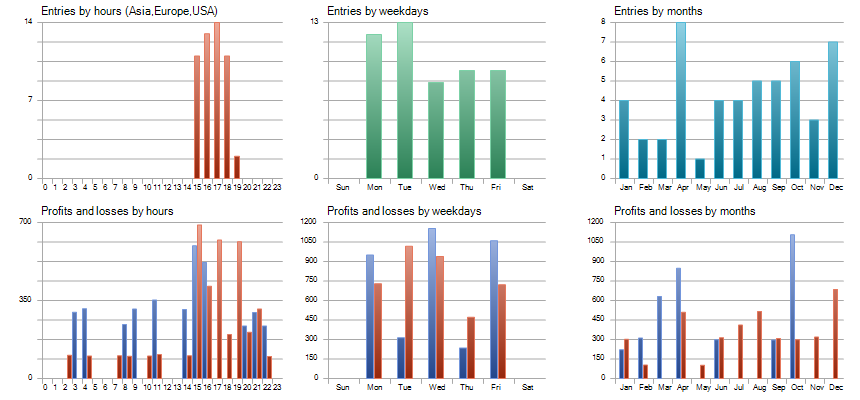 Entries by hours (Asia,Europe,USA)
14
7
0
0 1 2 3 4 5 6 7 8 9 10 11 12 13 14 15 16 17 18 19 20 21 22 23
Entries by weekdays
13
0
Sun Mon Tue Wed Thu Fri Sat
Entries by months
8
7
6
5
4
3
2
1
0
Jan Feb Mar Apr May Jun Jul Aug Sep Oct Nov Dec
Profits and losses by hours
700
350
0
0 1 2 3 4 5 6 7 8 9 10 11 12 13 14 15 16 17 18 19 20 21 22 23
Profits and losses by weekdays
1200
1050
900
750
600
450
300
150
0
Sun Mon Tue Wed Thu Fri Sat
Profits and losses by months
1200
1050
900
750
600
450
300
150
0
Jan Feb Mar Apr May Jun Jul Aug Sep Oct Nov Dec